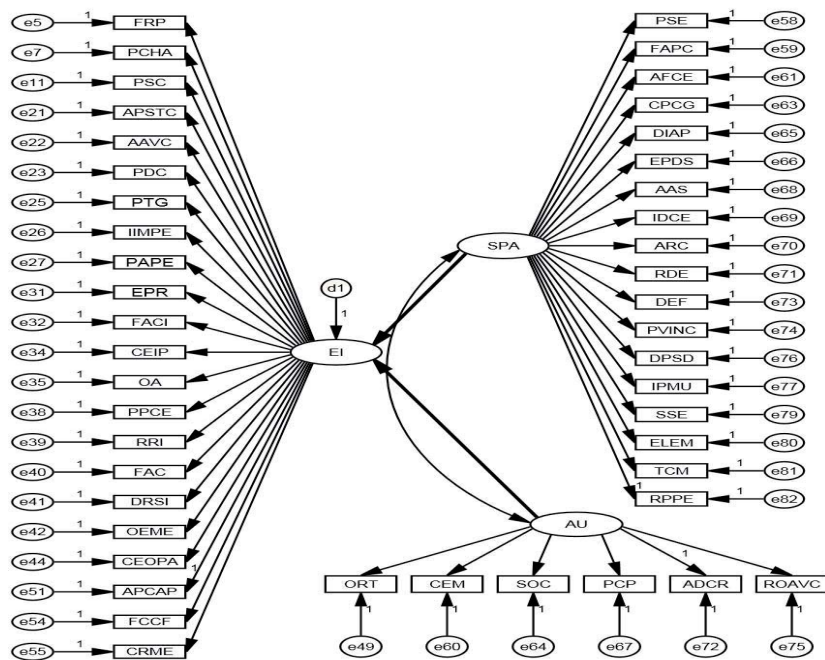 e5 1 FRP
e7 1 PCHA
e11 1 PSC
e21 1 APSTC
e22 1 AAVC
e23 1 PDC
e25 1 PTG
e26 1 IIMPE
e27 1 PAPE
e31 1 EPR
e32 1 FACI
e34 1 CEIP
e35 1 OA
e38 1 PPCE
e39 1 RRI
e40 1 FAC
e41 1 DRSI
e42 1 OEME
e44 1 CEOPA
e51 1 APCAP 1
e54 1 FCCF
e55 1 CRME
d1
1
EI
SPA
PSE 1 e58
FAPC 1 e59
AFCE 1 e61
CPCG 1 e63
DIAP 1 e65
EPDS 1 e66
AAS 1 e68
IDCE 1 e69
ARC 1 e70
RDE 1 e71
DEF 1 e73
PVINC 1 e74
DPSD 1 e76
IPMU 1 e77
SSE 1 e79
ELEM 1 e80
TCM 1 e81
1 RPPE 1 e82
AU
1
ORT CEM SOC PCP ADCR ROAVC
1 1 1 1 1 1
e49 e60 e64 e67 e72 e75